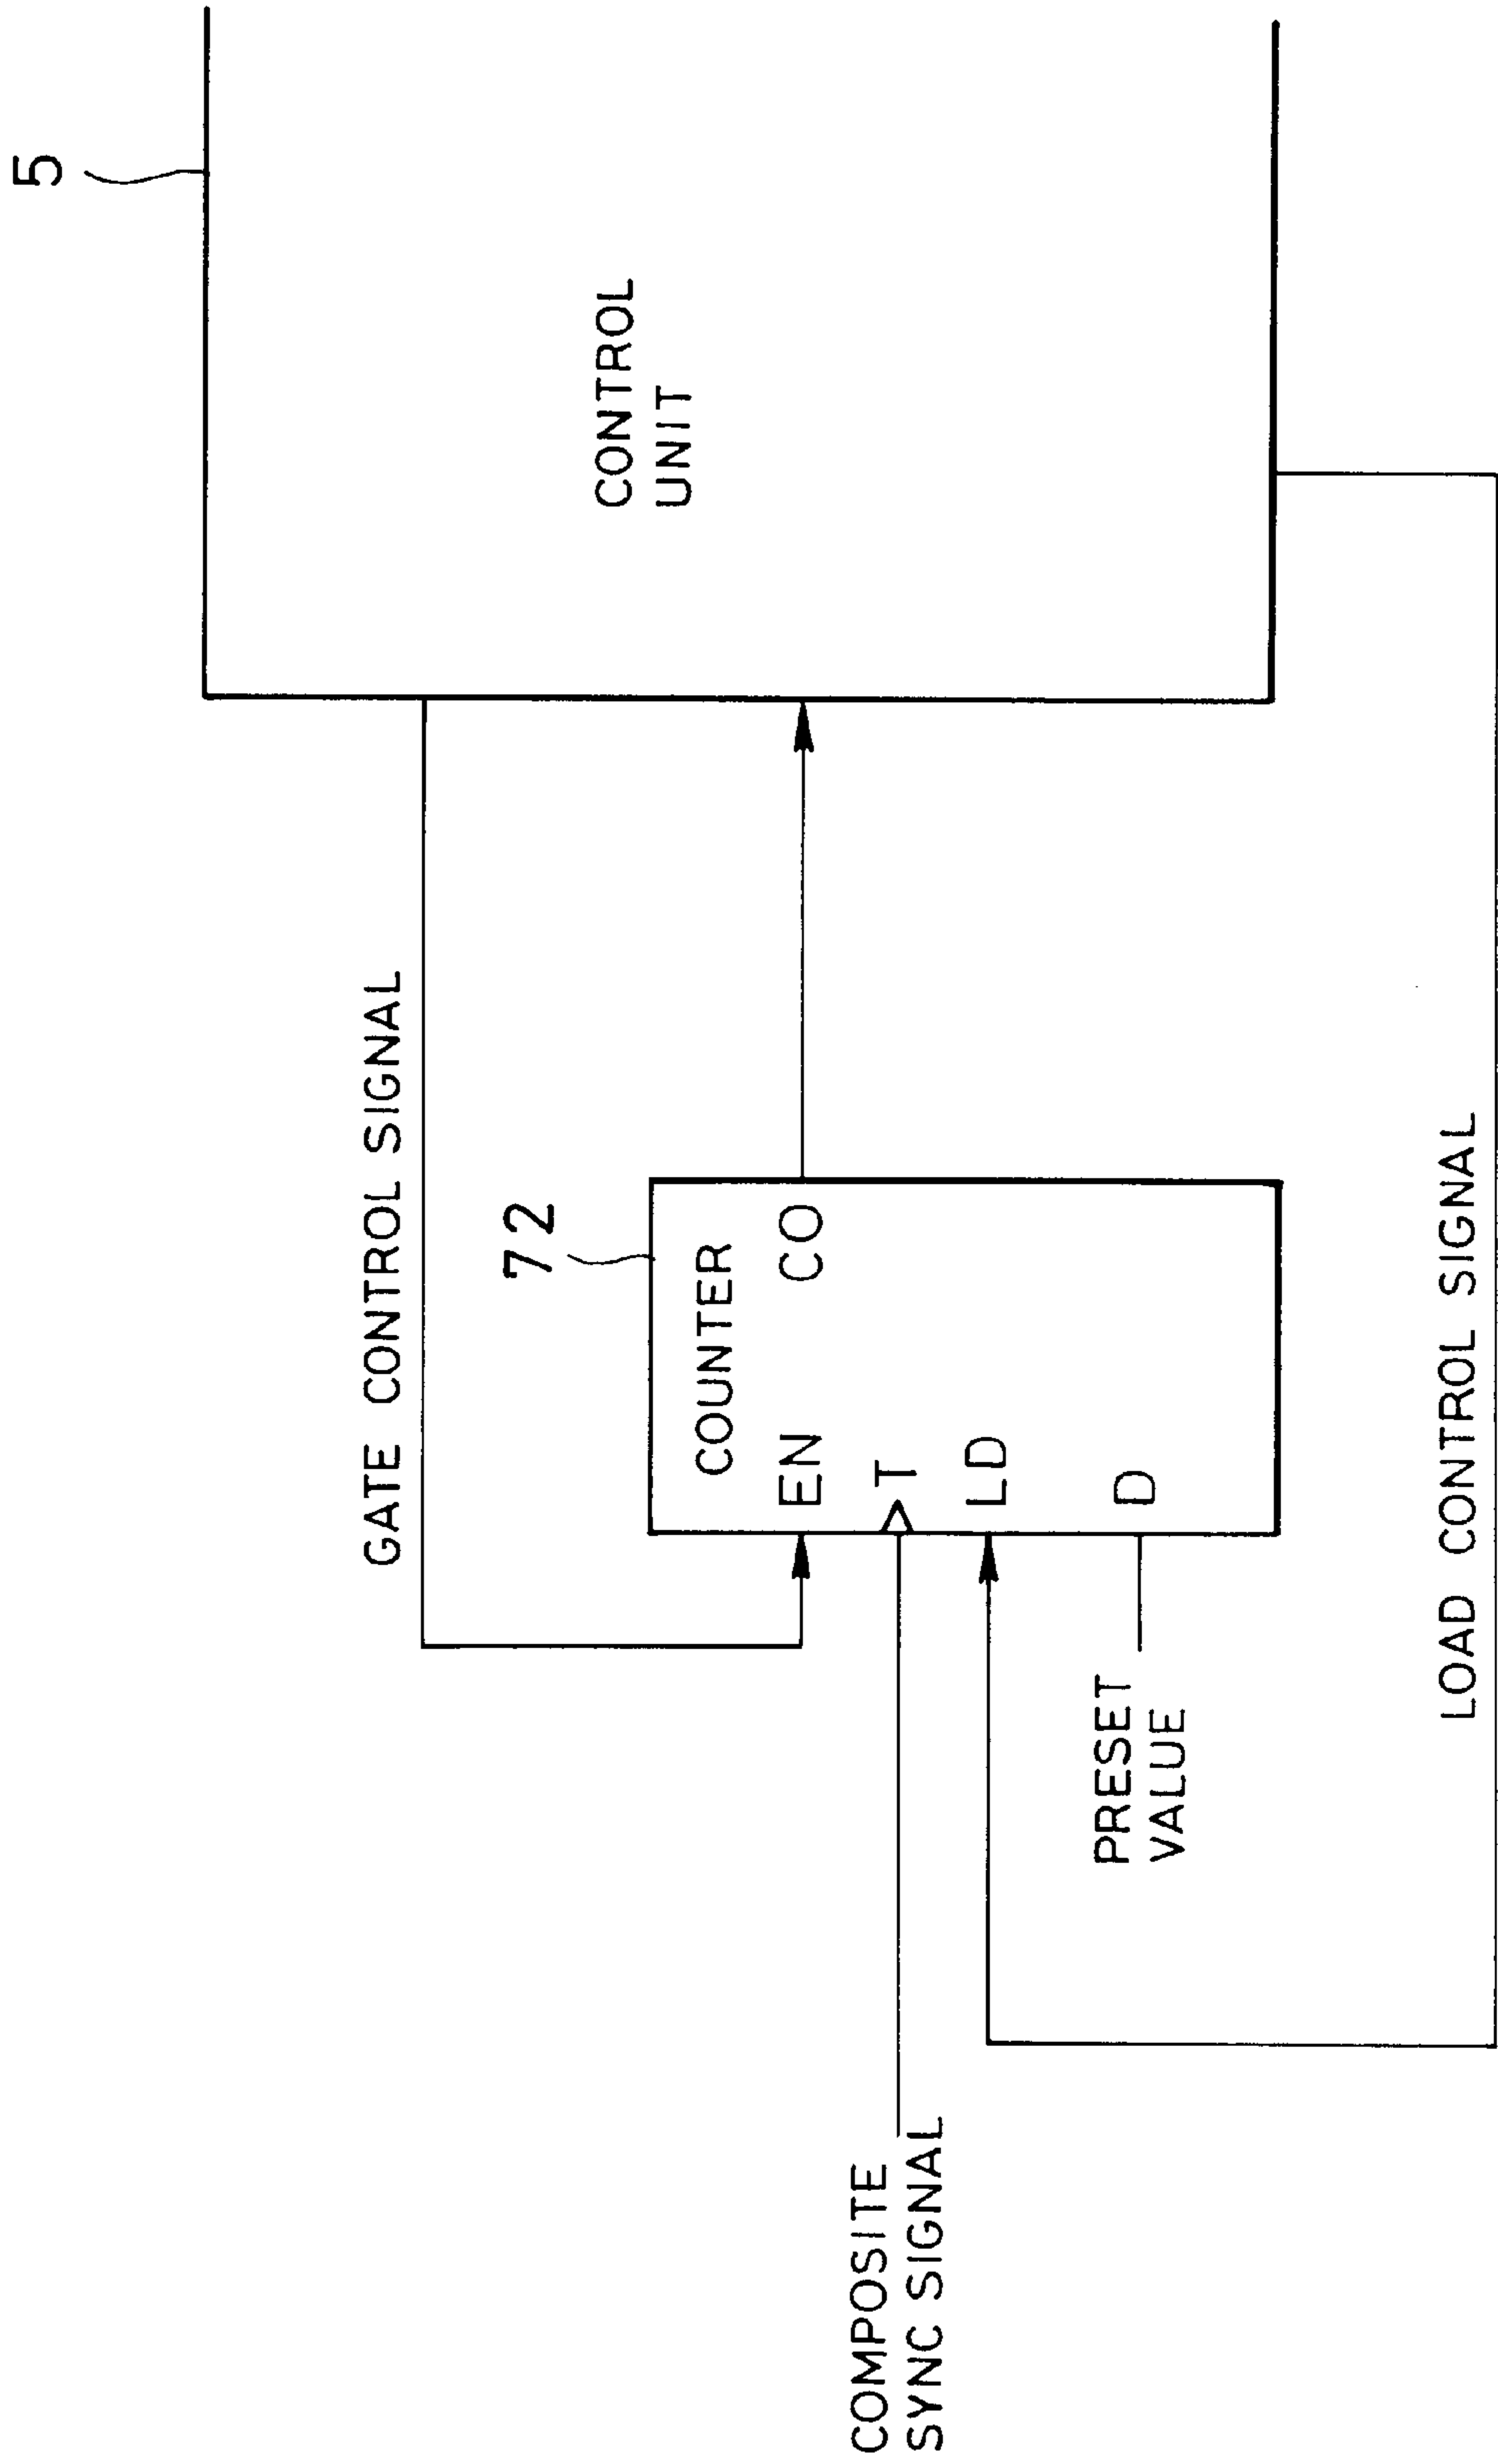 5
CONTROL
UNIT
GATE CONTROL SIGNAL
72
COUNTER
EN CO
T
LD
D
PRESET
VALUE
COMPOSITE
SYNC SIGNAL
LOAD CONTROL SIGNAL